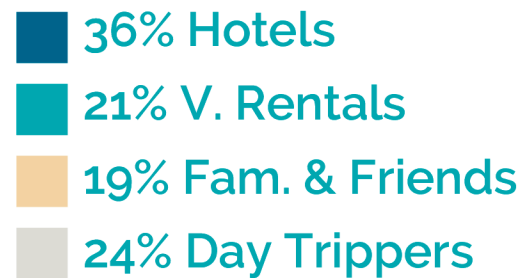 36% Hotels
21% V. Rentals
19% Fam. & Friends
24% Day Trippers